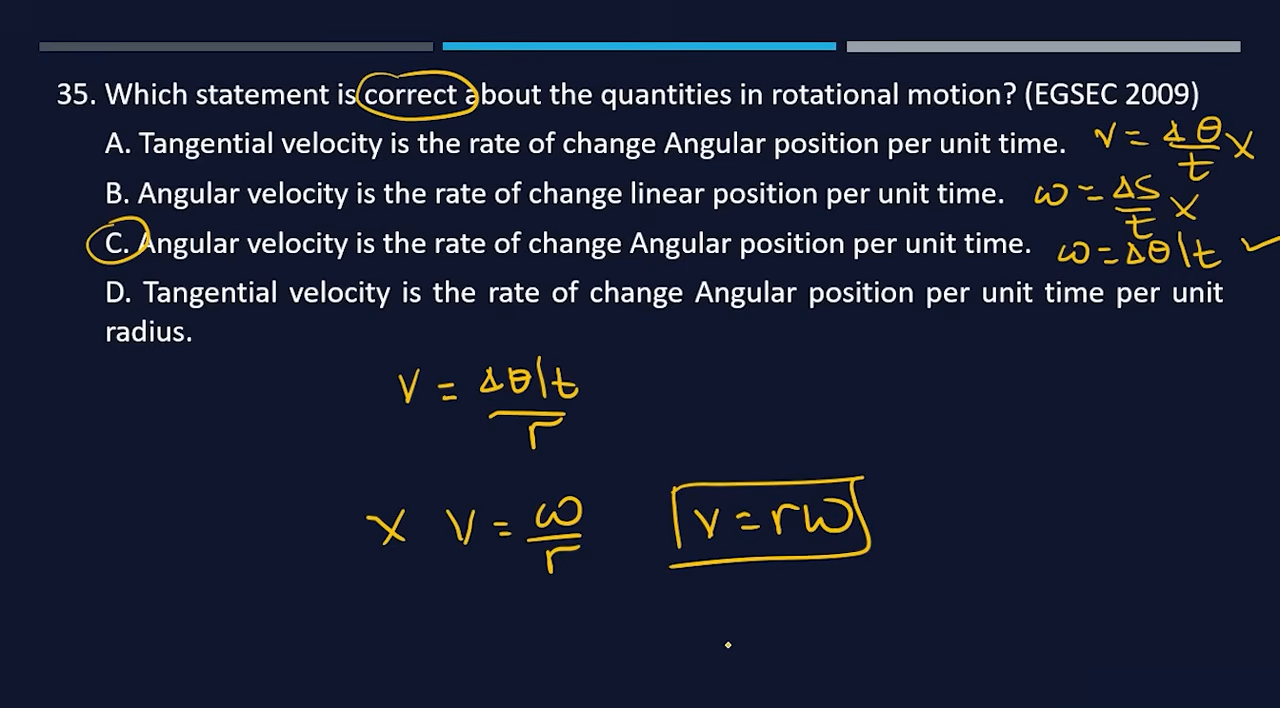 35. Which statement is correct about the quantities in rotational motion? (EGSEC 2009)
A. Tangential velocity is the rate of change Angular position per unit time. v = Δθ/t X
B. Angular velocity is the rate of change linear position per unit time. ω = ΔS/t X
C. Angular velocity is the rate of change Angular position per unit time. ω = Δθ/t ✓
D. Tangential velocity is the rate of change Angular position per unit time per unit
radius.
V = Δθ/t / r
X V = ω/r v = rω